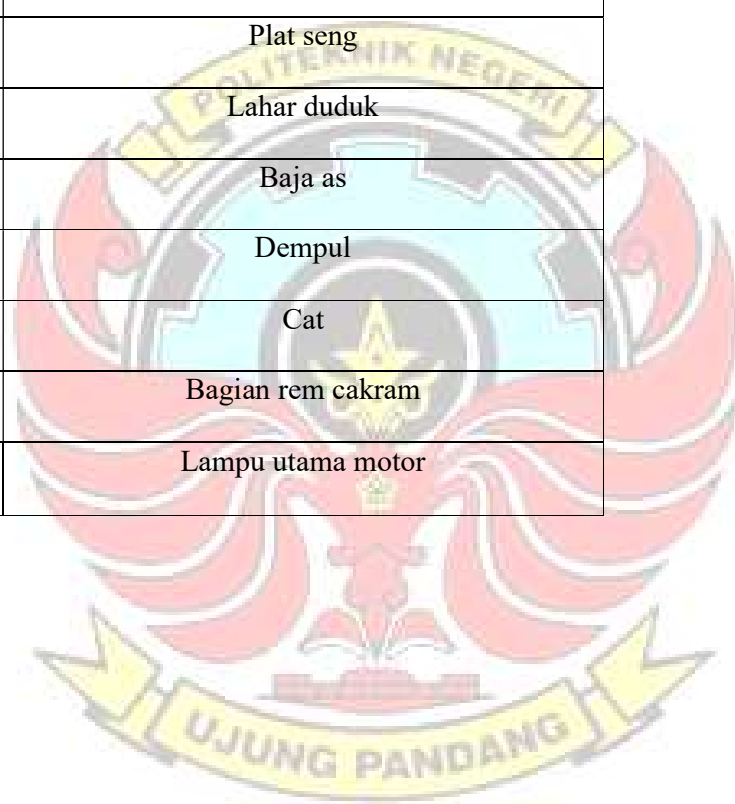 Plat seng
POLITEKNIK NEGERI
Lahar duduk
Baja as
Dempul
Cat
Bagian rem cakram
Lampu utama motor
UJUNG PANDANG